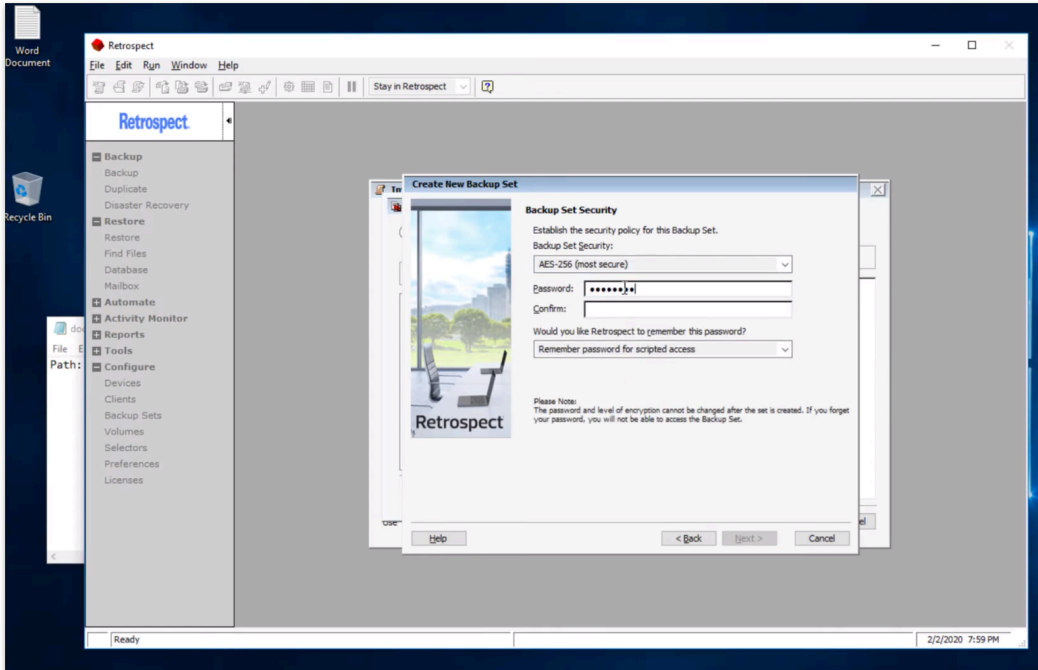 Word
Document
Recycle Bin
Retrospect
File Edit Run Window Help
Stay in Retrospect
Retrospect
Backup
Backup
Duplicate
Disaster Recovery
Restore
Restore
Find Files
Database
Mailbox
Automate
Activity Monitor
Reports
Tools
Configure
Devices
Clients
Backup Sets
Volumes
Selectors
Preferences
Licenses
File E
Path:
Create New Backup Set
Backup Set Security
Establish the security policy for this Backup Set.
Backup Set Security:
AES-256 (most secure)
Password: ••••••••
Confirm:
Would you like Retrospect to remember this password?
Remember password for scripted access
Please Note:
The password and level of encryption cannot be changed after the set is created. If you forget
your password, you will not be able to access the Backup Set.
Retrospect
Use
Help
< Back Next > Cancel
Ready
2/2/2020 7:59 PM